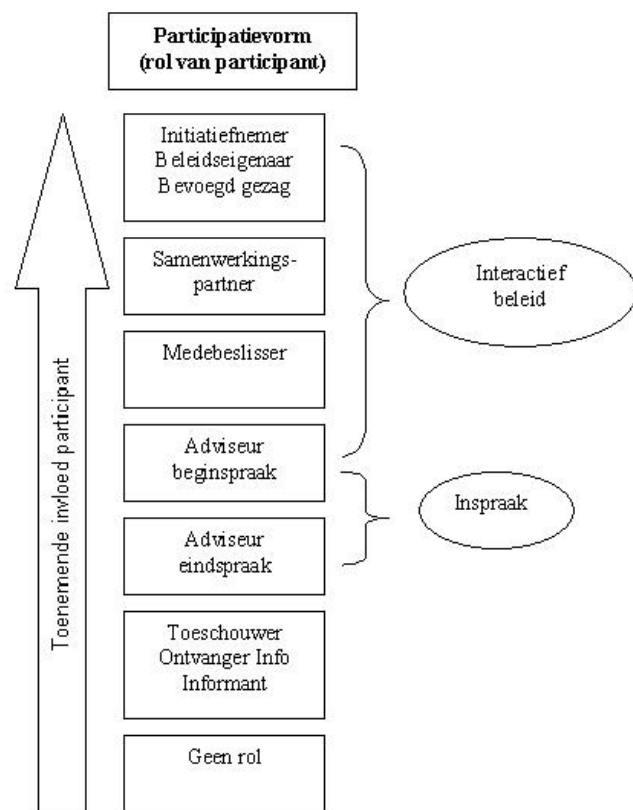 Participatievorm
(rol van participant)
Initiatiefnemer
Beleidseigenaar
Bevoegd gezag
Samenwerkings-
partner
Medebeslisser
Adviseur
beginspraak
Adviseur
eindspraak
Toeschouwer
Ontvanger Info
Informant
Geen rol
Toenemende invloed participant
Interactief
beleid
Inspraak